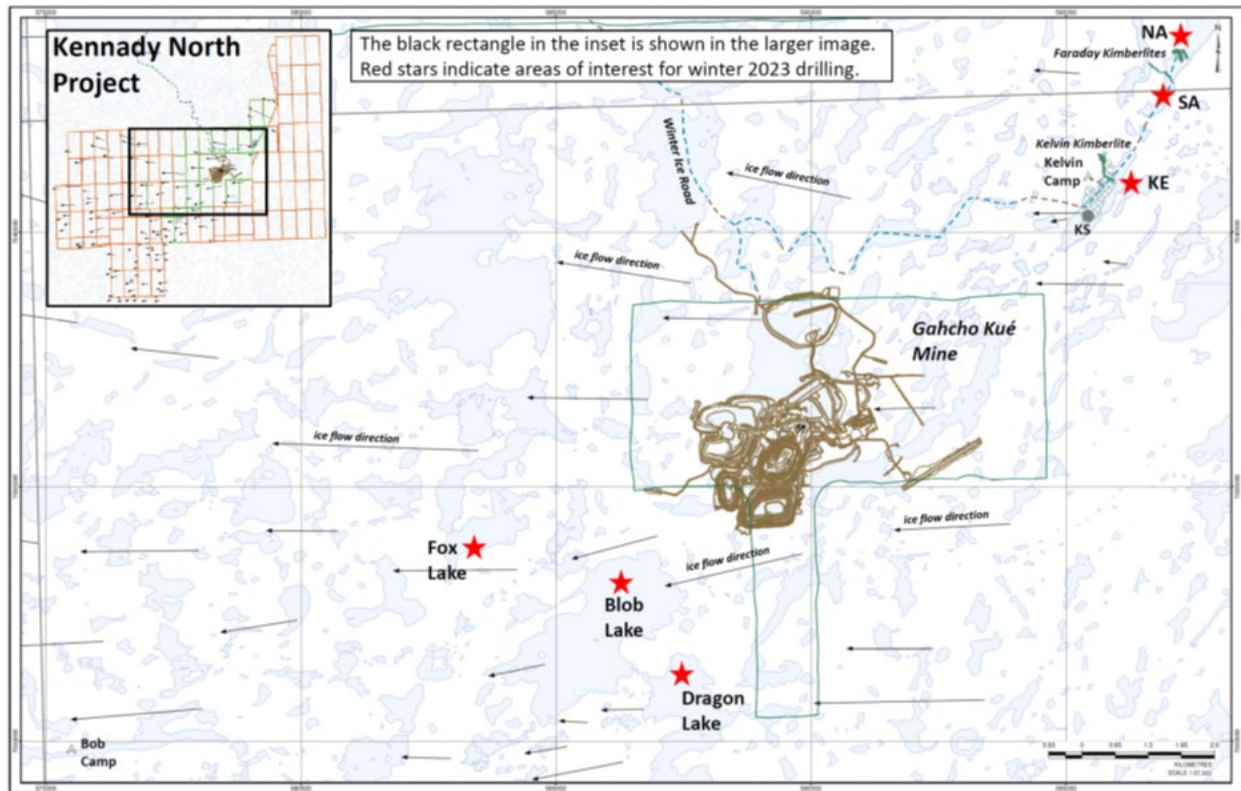 Kennady North
Project
The black rectangle in the inset is shown in the larger image.
Red stars indicate areas of interest for winter 2023 drilling.
NA
Faraday Kimberlites
SA
Kelvin Kimberlite
Kelvin
Camp
KE
KS
Winter Ice Road
ice flow direction
ice flow direction
Gahcho Kué
Mine
ice flow direction
ice flow direction
ice flow direction
Fox
Lake
Blob
Lake
Dragon
Lake
Bob
Camp
KILOMETRES